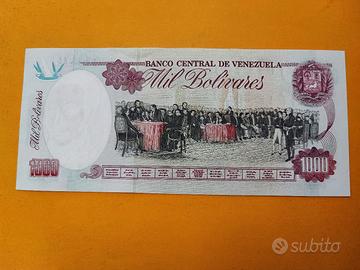 BANCO CENTRAL DE VENEZUELA
Mil Bolívares
Mil Bolívares
1000
1000
subito